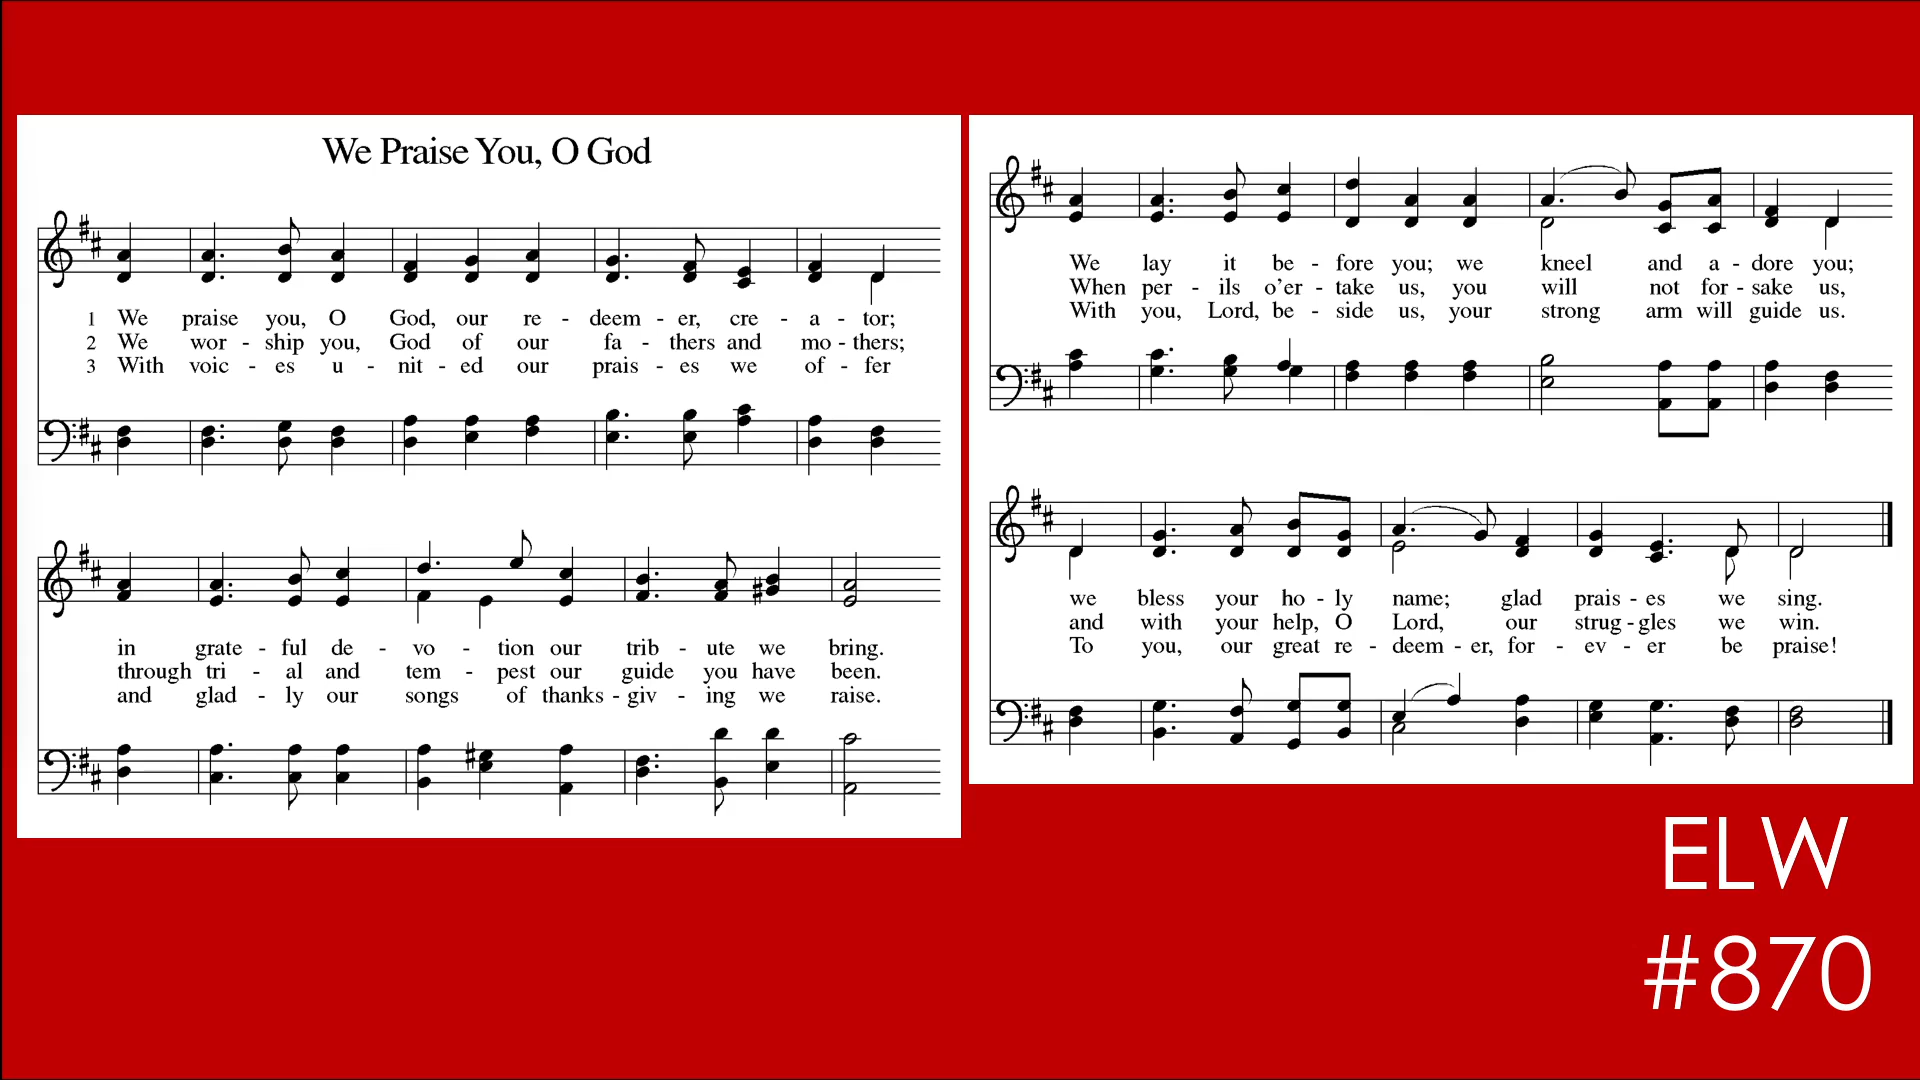 We Praise You, O God
1 We praise you, O God, our re - deem - er, cre - a - tor;
2 We wor - ship you, God of our fa - thers and mo - thers;
3 With voic - es u - nit - ed our prais - es we of - fer
in grate - ful de - vo - tion our trib - ute we bring.
through tri - al and tem - pest our guide you have been.
and glad - ly our songs of thanks - giv - ing we raise.
We lay it be - fore you; we kneel and a - dore you;
When per - ils o'er - take us, you will not for - sake us,
With you, Lord, be - side us, your strong arm will guide us.
we bless your ho - ly name; glad prais - es we sing.
and with your help, O Lord, our strug - gles we win.
To you, our great re - deem - er, for - ev - er be praise!
ELW
#870